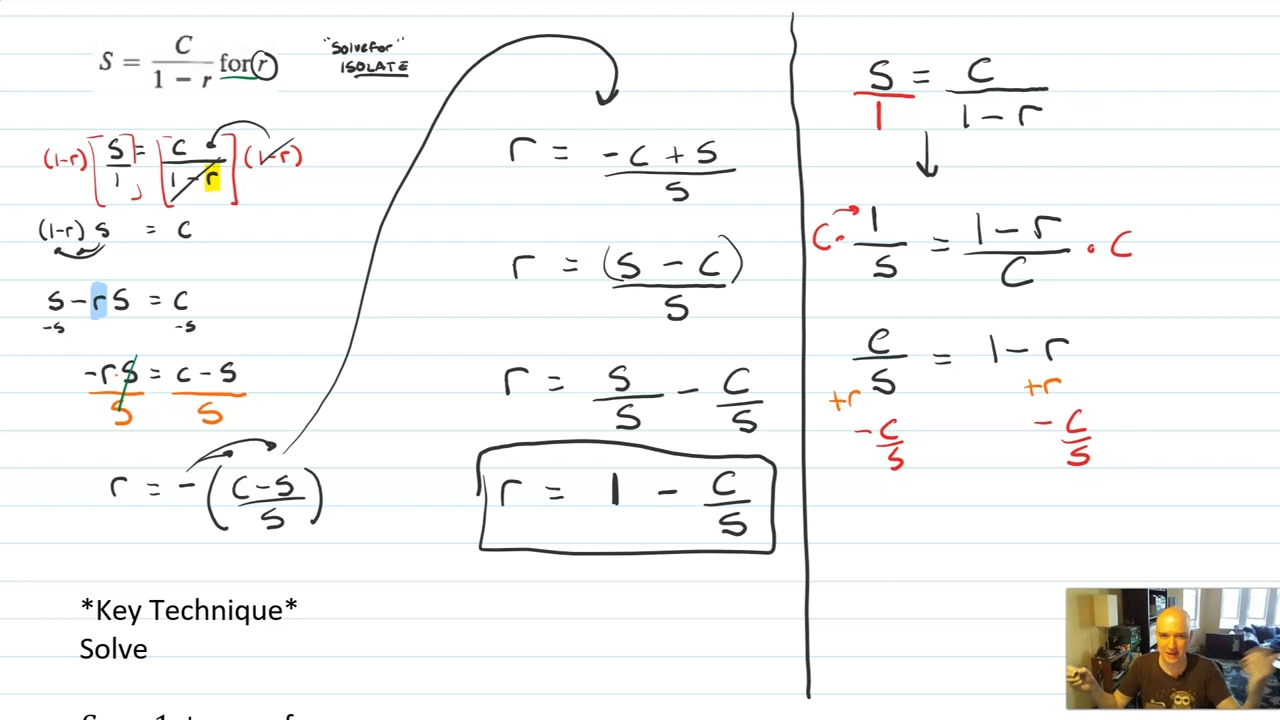 S = C / (1 − r) for r
"Solve for"
ISOLATE
(1-r) [S/1] = [C / (1 - r)] (1-r)
(1-r) S = C
S - rS = C
-S -S
-r·S / S = C - S / S
r = - (C - S / S)
r = -C + S / S
r = (S - C) / S
r = S/S - C/S
r = 1 - C/S
*Key Technique*
Solve
S/1 = C / 1 - r
C · 1/S = 1 - r / C · C
C/S = 1 - r
+r +r
-C/S -C/S